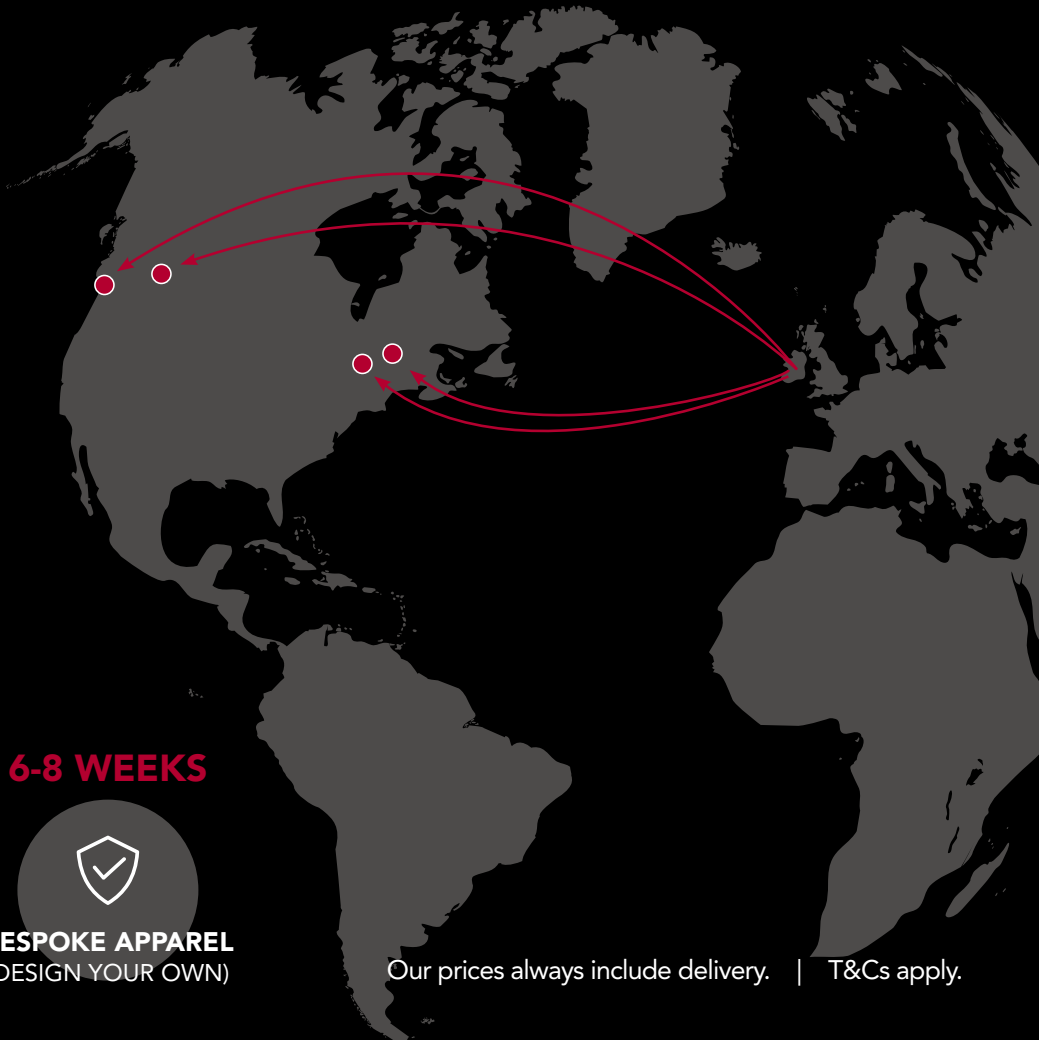 6-8 WEEKS
ESPOKE APPAREL
DESIGN YOUR OWN)
Our prices always include delivery. | T&Cs apply.